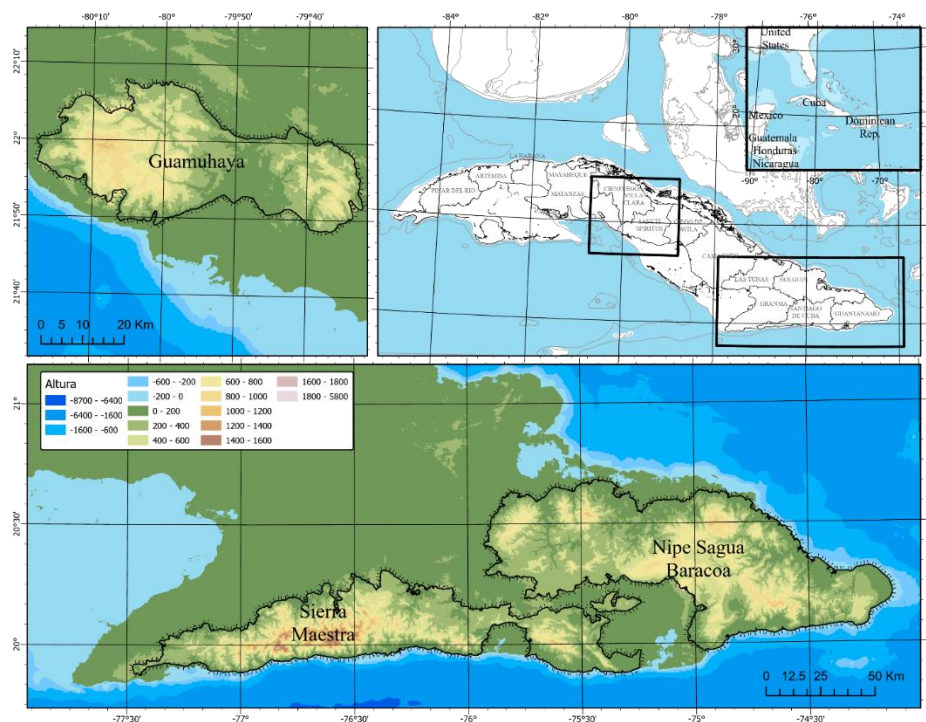 -80°10'
-79°50'
-79°40'
22°10'
22°
21°50'
21°40'
Guamuhaya
0 5 10 20 Km
-84°
-82°
-80°
-78°
-76°
-74°
20°
20°
United
States
Cuba
Mexico
Dominican
Rep.
Guatemala
Honduras
Nicaragua
-90°
-80°
-70°
LA HABANA
ARTEMISA
MAYABEQUE
PINAR DEL RIO
MATANZAS
CIENFUEGOS
VILLA
CLARA
SANCTI
SPIRITUS
CIEGO DE
AVILA
LAS TUNAS
HOLGUIN
GRANMA
SANTIAGO
DE CUBA
GUANTANAMO
Altura
-8700 - -6400
-6400 - -1600
-1600 - -600
-600 - -200
-200 - 0
0 - 200
200 - 400
400 - 600
600 - 800
800 - 1000
1000 - 1200
1200 - 1400
1400 - 1600
1600 - 1800
1800 - 5800
21°
20°30'
20°
Nipe Sagua
Baracoa
Sierra
Maestra
0 12.5 25 50 Km
-77°30'
-77°
-76°30'
-76°
-75°30'
-75°
-74°30'